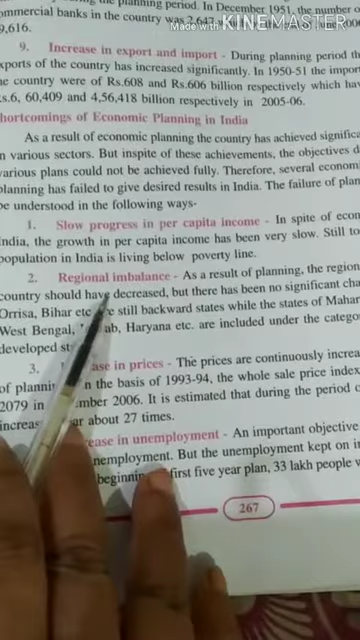 the planning period. In December 1951, the number o
ommercial banks in the country was 2,647
9,616.
Made with KINEMASTER
9. Increase in export and import - During planning period th
xports of the country has increased significantly. In 1950-51 the import
he country were of Rs.608 and Rs.606 billion respectively which hav
s.6, 60,409 and 4,56,418 billion respectively in 2005-06.
hortcomings of Economic Planning in India
As a result of economic planning the country has achieved significa
n various sectors. But inspite of these achievements, the objectives d
various plans could not be achieved fully. Therefore, several econom
lanning has failed to give desired results in India. The failure of plan
be understood in the following ways-
1. Slow progress in per capita income - In spite of econ
India, the growth in per capita income has been very slow. Still to
population in India is living below poverty line.
2. Regional imbalance - As a result of planning, the region
country should have decreased, but there has been no significant cha
Orrisa, Bihar etc e still backward states while the states of Mahar
West Bengal, ab, Haryana etc. are included under the catego
developed st
3. ase in prices - The prices are continuously increa
of plannin n the basis of 1993-94, the whole sale price index
2079 in mber 2006. It is estimated that during the period o
increas ar about 27 times.
ease in unemployment - An important objective
nemployment. But the unemployment kept on in
beginnin first five year plan, 33 lakh people w
267